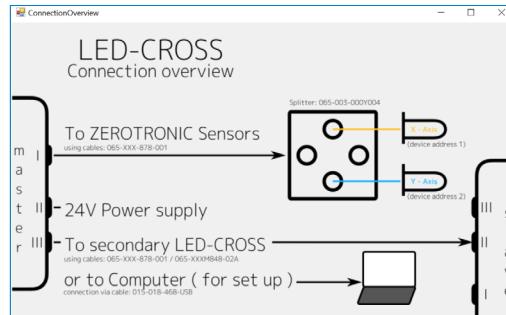 ConnectionOverview
LED-CROSS
Connection overview
Splitter: 065-003-000Y004
X - Axis
(device address 1)
To ZEROTRONIC Sensors
using cables: 065-XXX-878-001
master
I
Y - Axis
(device address 2)
II
24V Power supply
III
III
To secondary LED-CROSS
using cables: 065-XXX-878-001 / 065-XXXM848-02A
II
or to Computer ( for set up )
connection via cable: 015-018-46B-USB
I